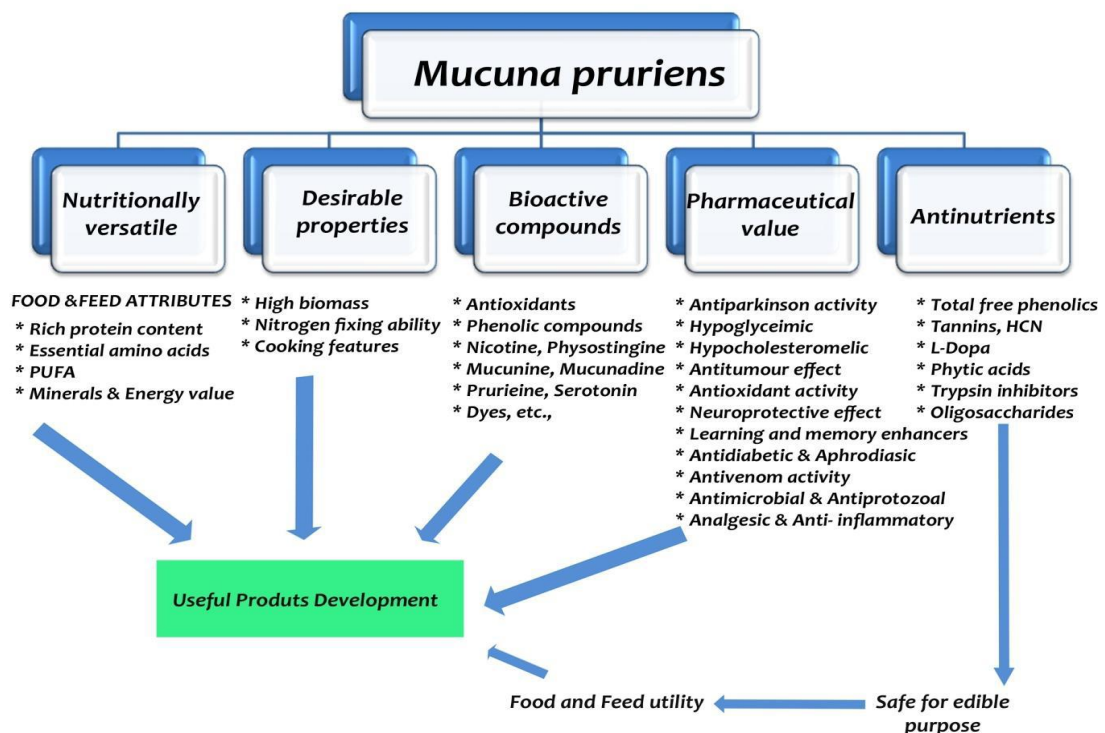 Mucuna pruriens
Nutritionally
versatile
Desirable
properties
Bioactive
compounds
Pharmaceutical
value
Antinutrients
FOOD &FEED ATTRIBUTES
* Rich protein content
* Essential amino acids
* PUFA
* Minerals & Energy value
* High biomass
* Nitrogen fixing ability
* Cooking features
* Antioxidants
* Phenolic compounds
* Nicotine, Physostingine
* Mucunine, Mucunadine
* Prurieine, Serotonin
* Dyes, etc.,
* Antiparkinson activity
* Hypoglyceimic
* Hypocholesteromelic
* Antitumour effect
* Antioxidant activity
* Neuroprotective effect
* Learning and memory enhancers
* Antidiabetic & Aphrodiasic
* Antivenom activity
* Antimicrobial & Antiprotozoal
* Analgesic & Anti- inflammatory
* Total free phenolics
* Tannins, HCN
* L-Dopa
* Phytic acids
* Trypsin inhibitors
* Oligosaccharides
Useful Produts Development
Food and Feed utility
Safe for edible
purpose